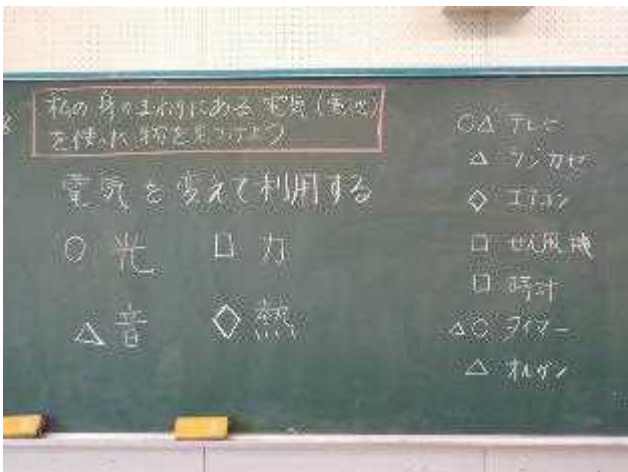 私の身のまわりにある電気(電池)
を使った物を見つけよう
電気を変えて利用する
○ 光 □ 力
△ 音 ◇ 熱
○△ テレビ
△ ラジカセ
◇ エアコン
□ せん風機
□ 時計
△○ タイマー
△ オルガン